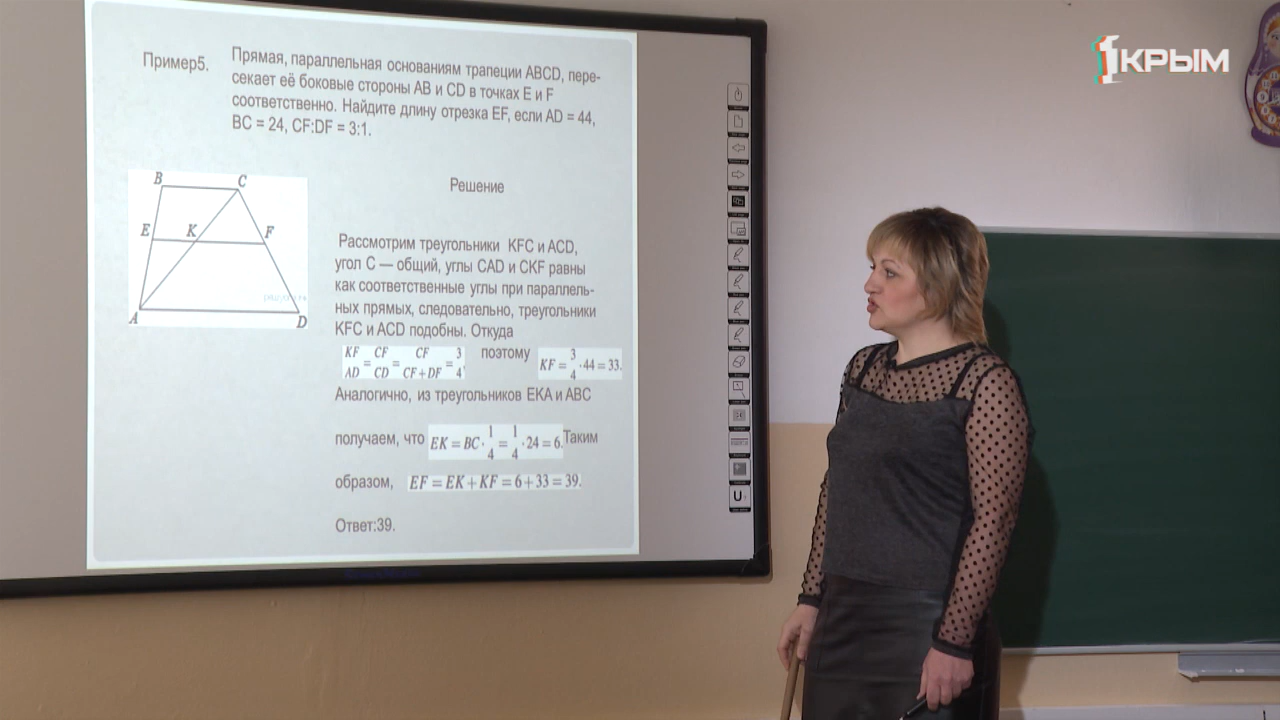 1КРЫМ
Пример5.
Прямая, параллельная основаниям трапеции ABCD, пере-
секает её боковые стороны AB и CD в точках E и F
соответственно. Найдите длину отрезка EF, если AD = 44,
BC = 24, CF:DF = 3:1.
B C
E K F
A D
Решение
Рассмотрим треугольники KFC и ACD,
угол C — общий, углы CAD и CKF равны
как соответственные углы при параллель-
ных прямых, следовательно, треугольники
KFC и ACD подобны. Откуда
KF/AD = CF/CD = CF/CF+DF = 3/4, поэтому KF = 3/4 · 44 = 33.
Аналогично, из треугольников EKA и ABC
получаем, что EK = BC · 1/4 = 1/4 · 24 = 6. Таким
образом, EF = EK + KF = 6 + 33 = 39.
Ответ:39.